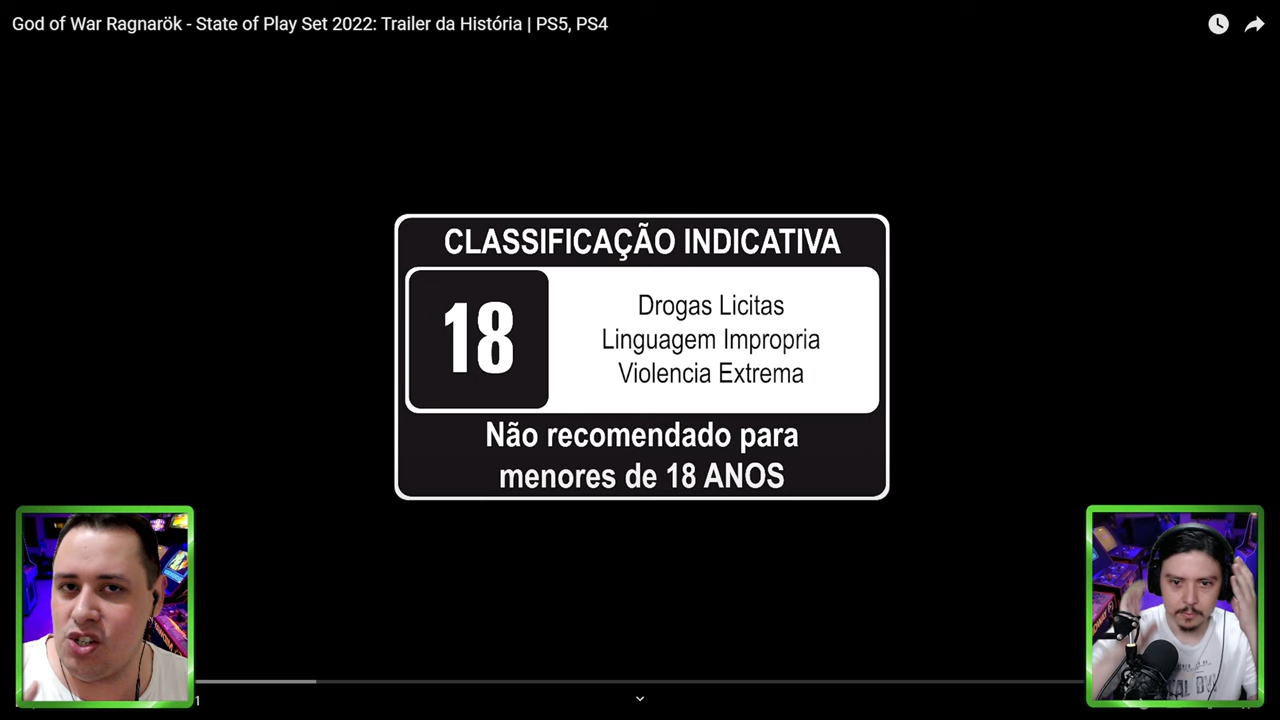 God of War Ragnarök - State of Play Set 2022: Trailer da História | PS5, PS4
CLASSIFICAÇÃO INDICATIVA
18
Drogas Licitas
Linguagem Impropria
Violencia Extrema
Não recomendado para
menores de 18 ANOS